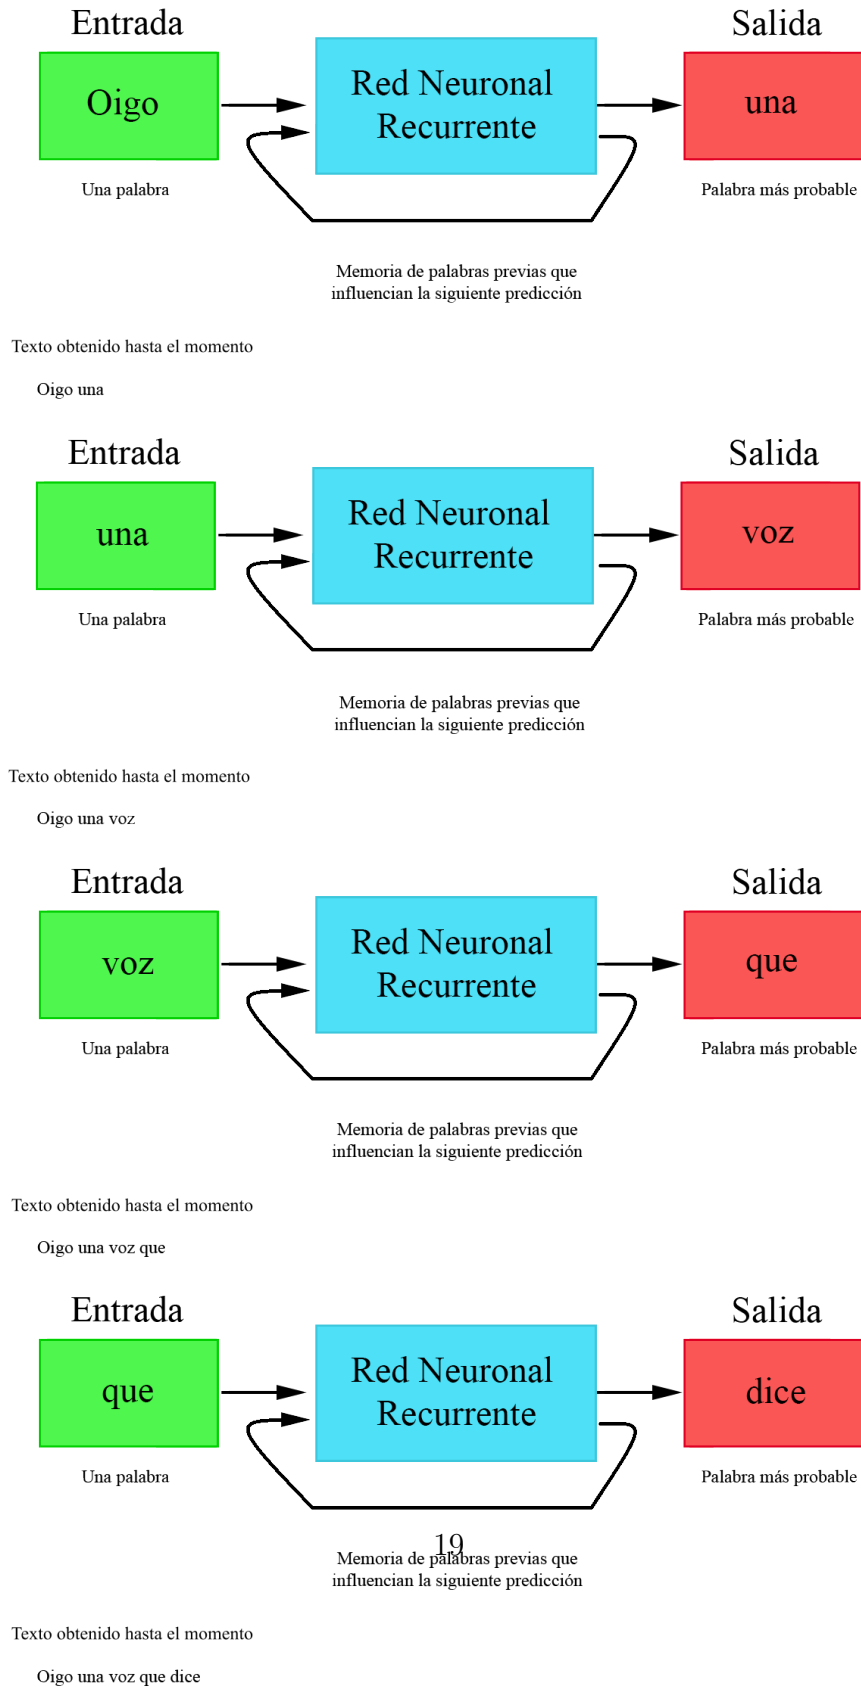 Entrada
Salida
Oigo
Red Neuronal
Recurrente
una
Una palabra
Palabra más probable
Memoria de palabras previas que
influencian la siguiente predicción
Texto obtenido hasta el momento
Oigo una
Entrada
Salida
una
Red Neuronal
Recurrente
voz
Una palabra
Palabra más probable
Memoria de palabras previas que
influencian la siguiente predicción
Texto obtenido hasta el momento
Oigo una voz
Entrada
Salida
voz
Red Neuronal
Recurrente
que
Una palabra
Palabra más probable
Memoria de palabras previas que
influencian la siguiente predicción
Texto obtenido hasta el momento
Oigo una voz que
Entrada
Salida
que
Red Neuronal
Recurrente
dice
Una palabra
Palabra más probable
19
Memoria de palabras previas que
influencian la siguiente predicción
Texto obtenido hasta el momento
Oigo una voz que dice